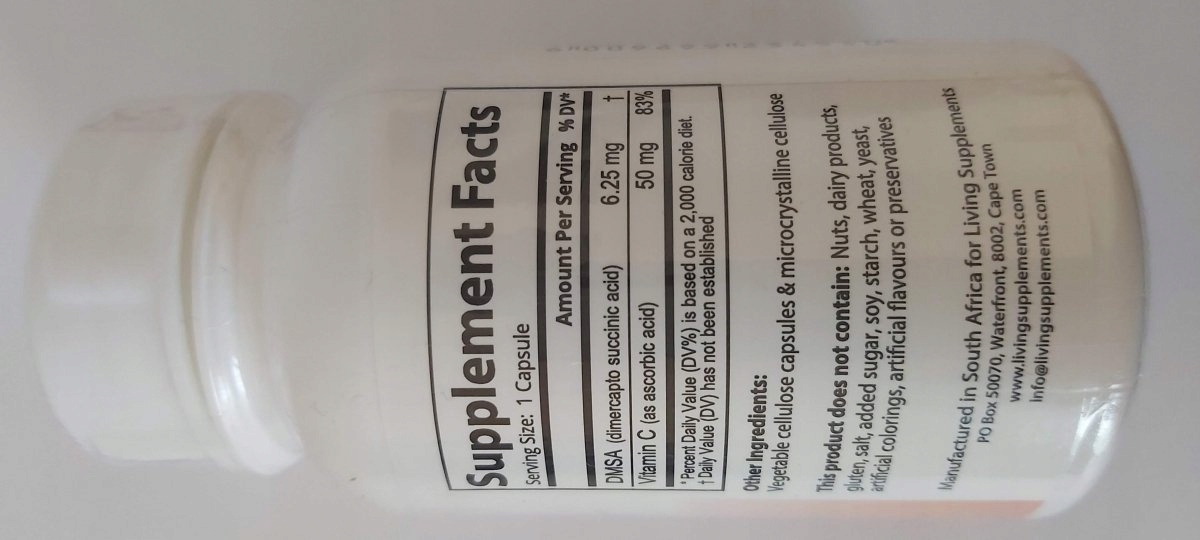 Supplement Facts
Serving Size: 1 Capsule
Amount Per Serving % DV*
DMSA (dimercapto succinic acid) 6.25 mg †
Vitamin C (as ascorbic acid) 50 mg 83%
* Percent Daily Value (DV%) is based on a 2,000 calorie diet.
† Daily Value (DV) has not been established
Other Ingredients:
Vegetable cellulose capsules & microcrystalline cellulose
This product does not contain: Nuts, dairy products,
gluten, salt, added sugar, soy, starch, wheat, yeast,
artificial colorings, artificial flavours or preservatives
Manufactured in South Africa for Living Supplements
PO Box 50070, Waterfront, 8002, Cape Town
www.livingsupplements.com
info@livingsupplements.com